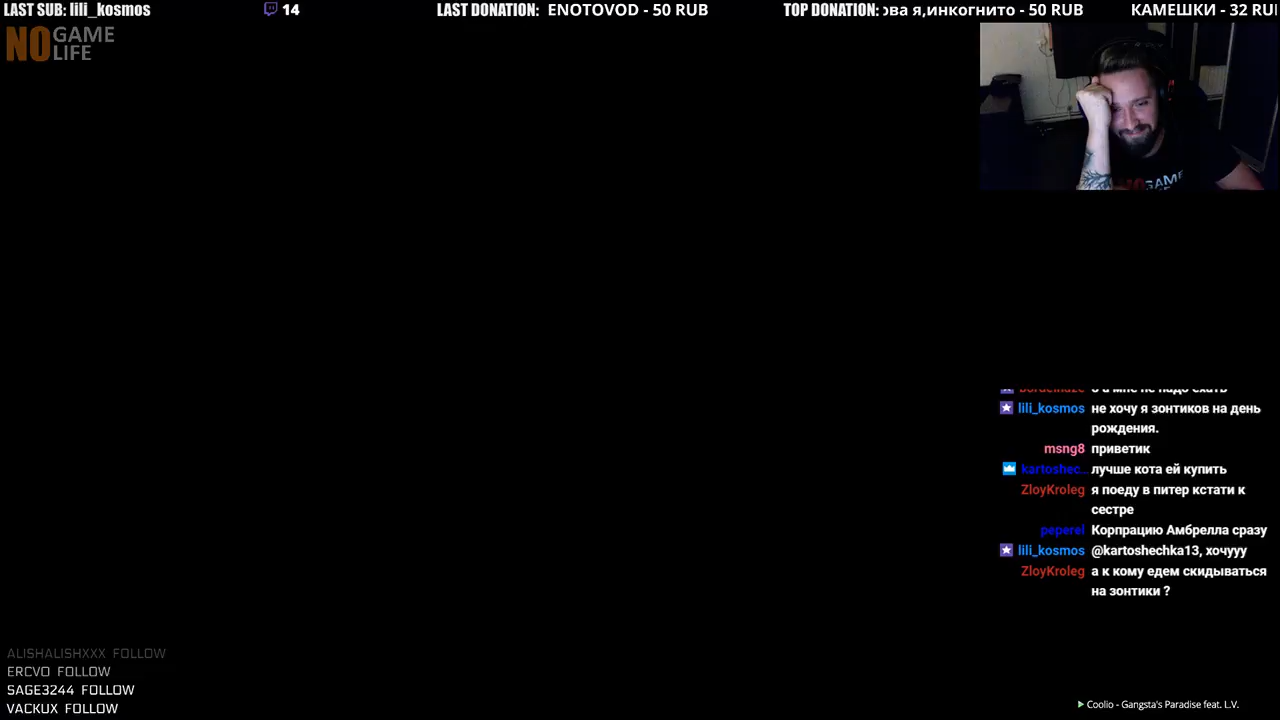 LAST SUB: lili_kosmos
14
LAST DONATION: ENOTOVOD - 50 RUB
TOP DONATION: ова я,инкогнито - 50 RUB
КАМЕШКИ - 32 RU
NO GAME LIFE
GAME
lili_kosmos не хочу я зонтиков на день
рождения.
msng8 приветик
kartoshec... лучше кота ей купить
ZloyKroleg я поеду в питер кстати к
сестре
peperel Корпрацию Амбрелла сразу
lili_kosmos @kartoshechka13, хочууу
ZloyKroleg а к кому едем скидываться
на зонтики ?
ALISHALISHXXX FOLLOW
ERCVO FOLLOW
SAGE3244 FOLLOW
VACKUX FOLLOW
Coolio - Gangsta's Paradise feat. L.V.